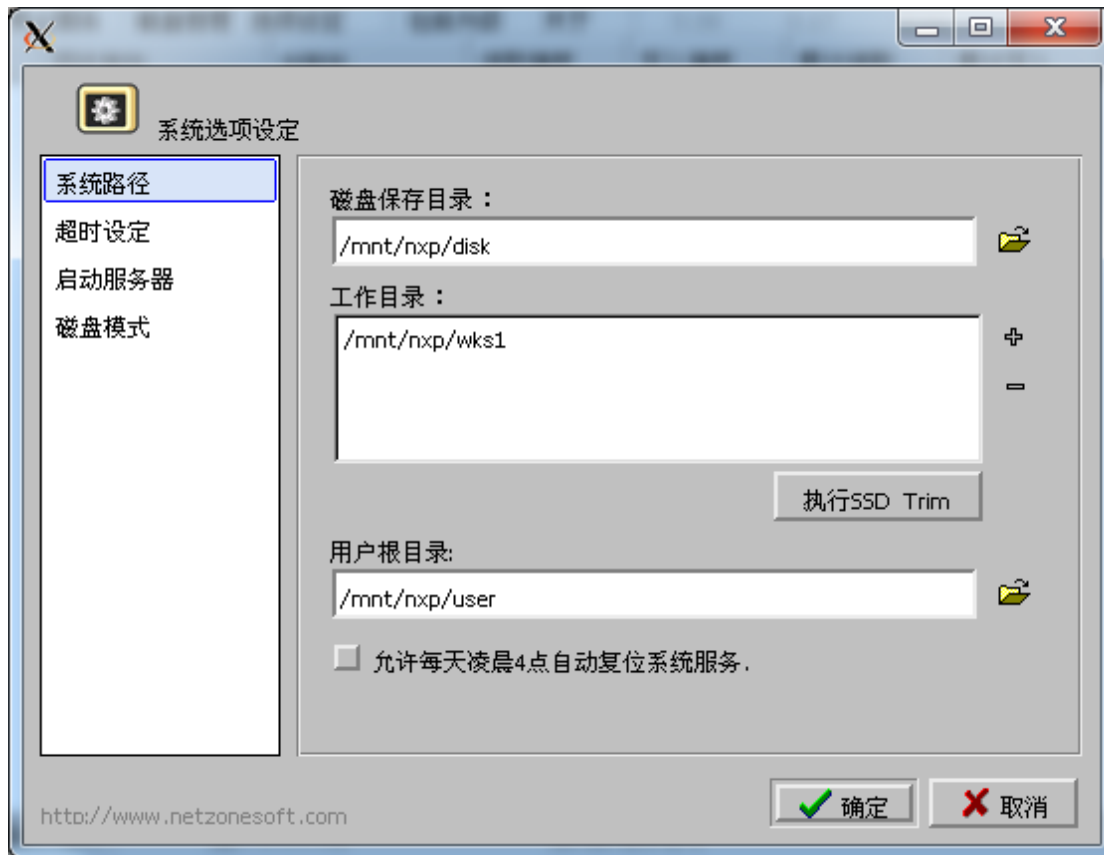 系统选项设定
系统路径
超时设定
启动服务器
磁盘模式
磁盘保存目录：
/mnt/nxp/disk
工作目录：
/mnt/nxp/wks1
执行SSD Trim
用户根目录:
/mnt/nxp/user
允许每天凌晨4点自动复位系统服务.
http://www.netzonesoft.com
确定
取消